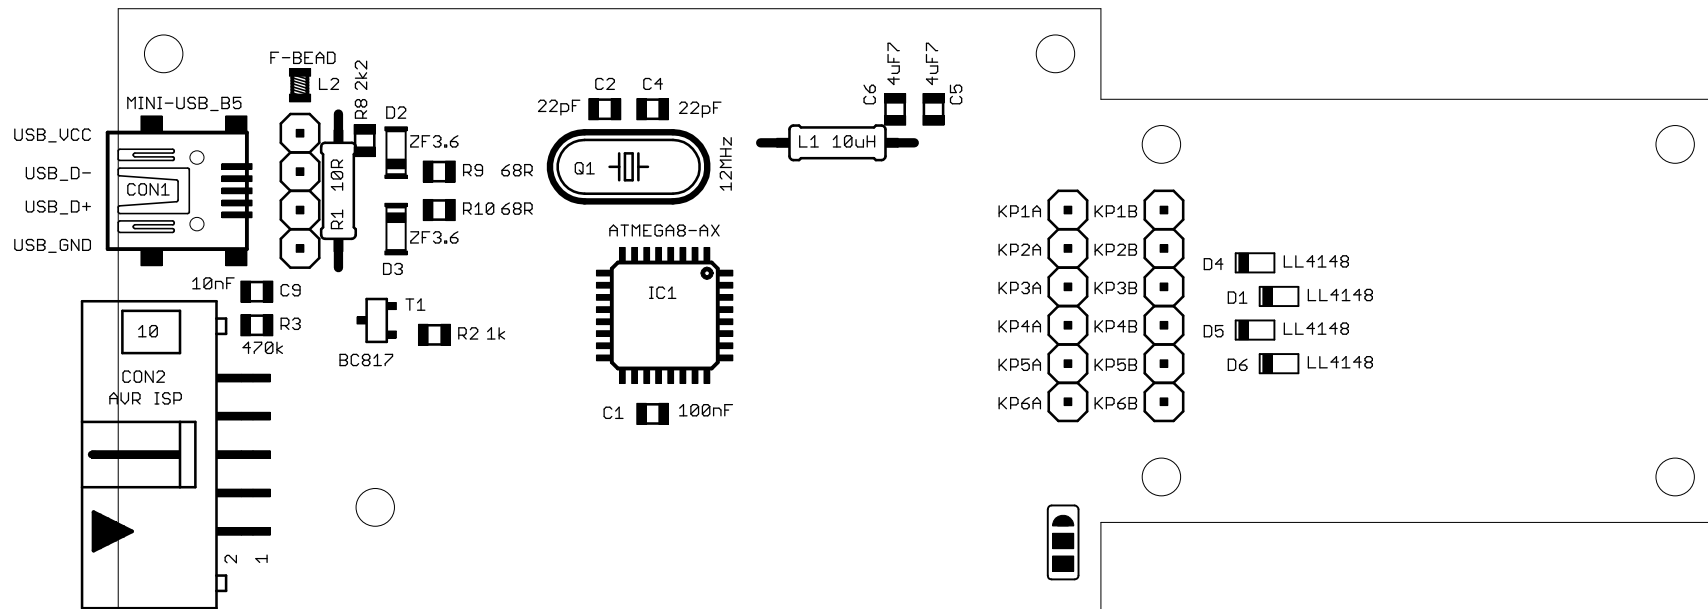 F-BEAD
L2
R8 2k2
MINI-USB_B5
USB_VCC
USB_D-
USB_D+
USB_GND
CON1
R1 10R
D2
ZF3.6
R9 68R
R10 68R
ZF3.6
D3
10nF C9
R3
470k
T1
BC817
R2 1k
10
CON2
AVR ISP
2
1
C2 C4
22pF 22pF
Q1
12MHz
ATMEGA8-AX
IC1
C1 100nF
C6 4uF7
4uF7
C5
L1 10uH
KP1A KP1B
KP2A KP2B
KP3A KP3B
KP4A KP4B
KP5A KP5B
KP6A KP6B
D4 LL4148
D1 LL4148
D5 LL4148
D6 LL4148